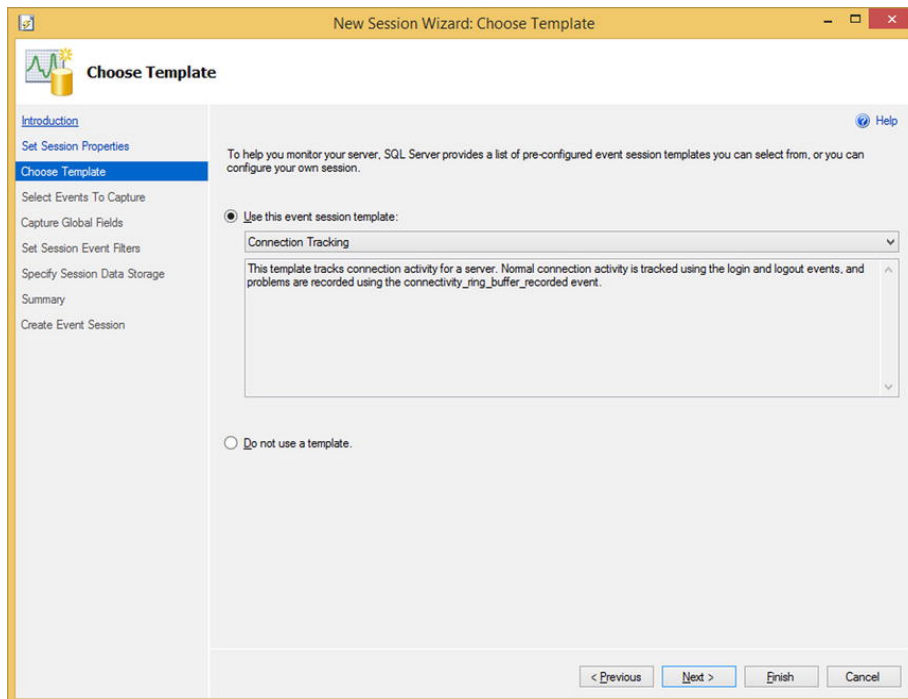 New Session Wizard: Choose Template
Choose Template
Introduction
Set Session Properties
Choose Template
Select Events To Capture
Capture Global Fields
Set Session Event Filters
Specify Session Data Storage
Summary
Create Event Session
Help
To help you monitor your server, SQL Server provides a list of pre-configured event session templates you can select from, or you can
configure your own session.
Use this event session template:
Connection Tracking
This template tracks connection activity for a server. Normal connection activity is tracked using the login and logout events, and
problems are recorded using the connectivity_ring_buffer_recorded event.
Do not use a template.
< Previous
Next >
Finish
Cancel